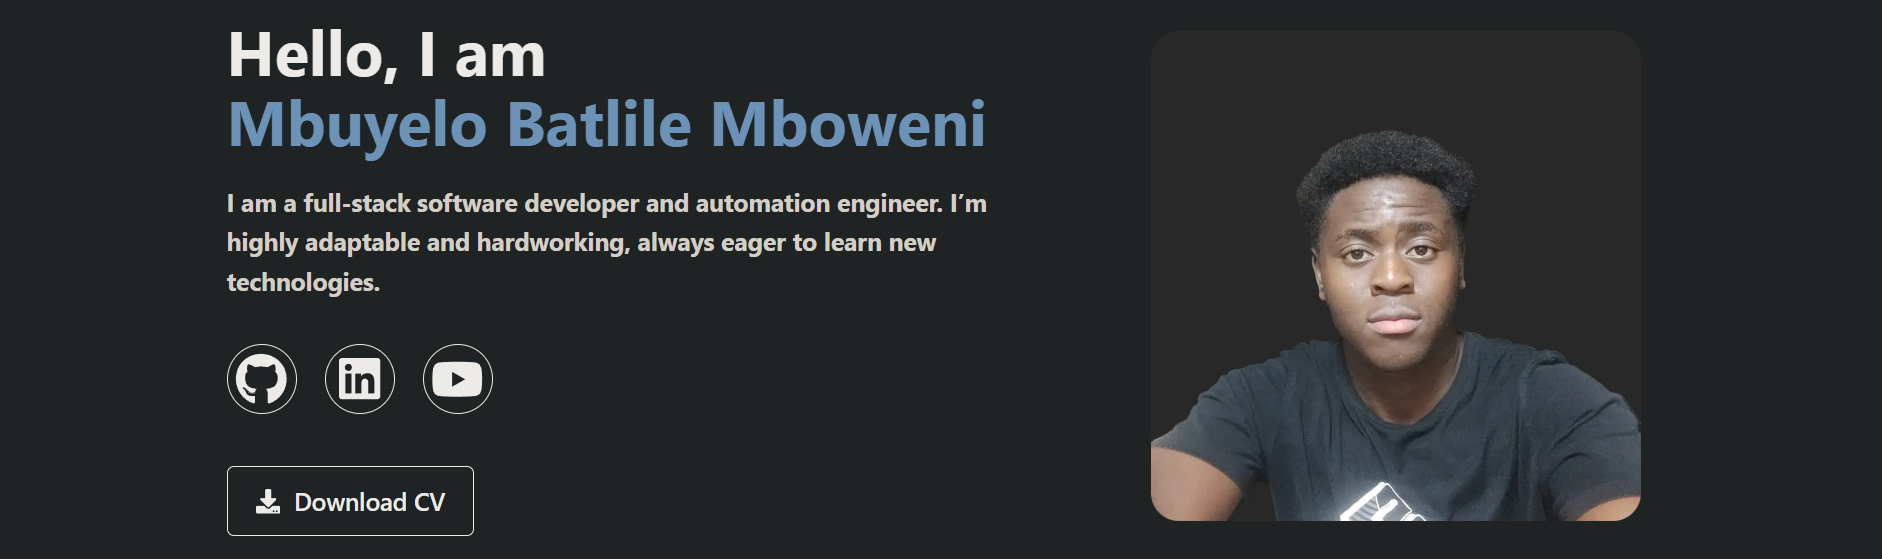 Hello, I am
Mbuyelo Batlile Mboweni
I am a full-stack software developer and automation engineer. I’m
highly adaptable and hardworking, always eager to learn new
technologies.
in
Download CV